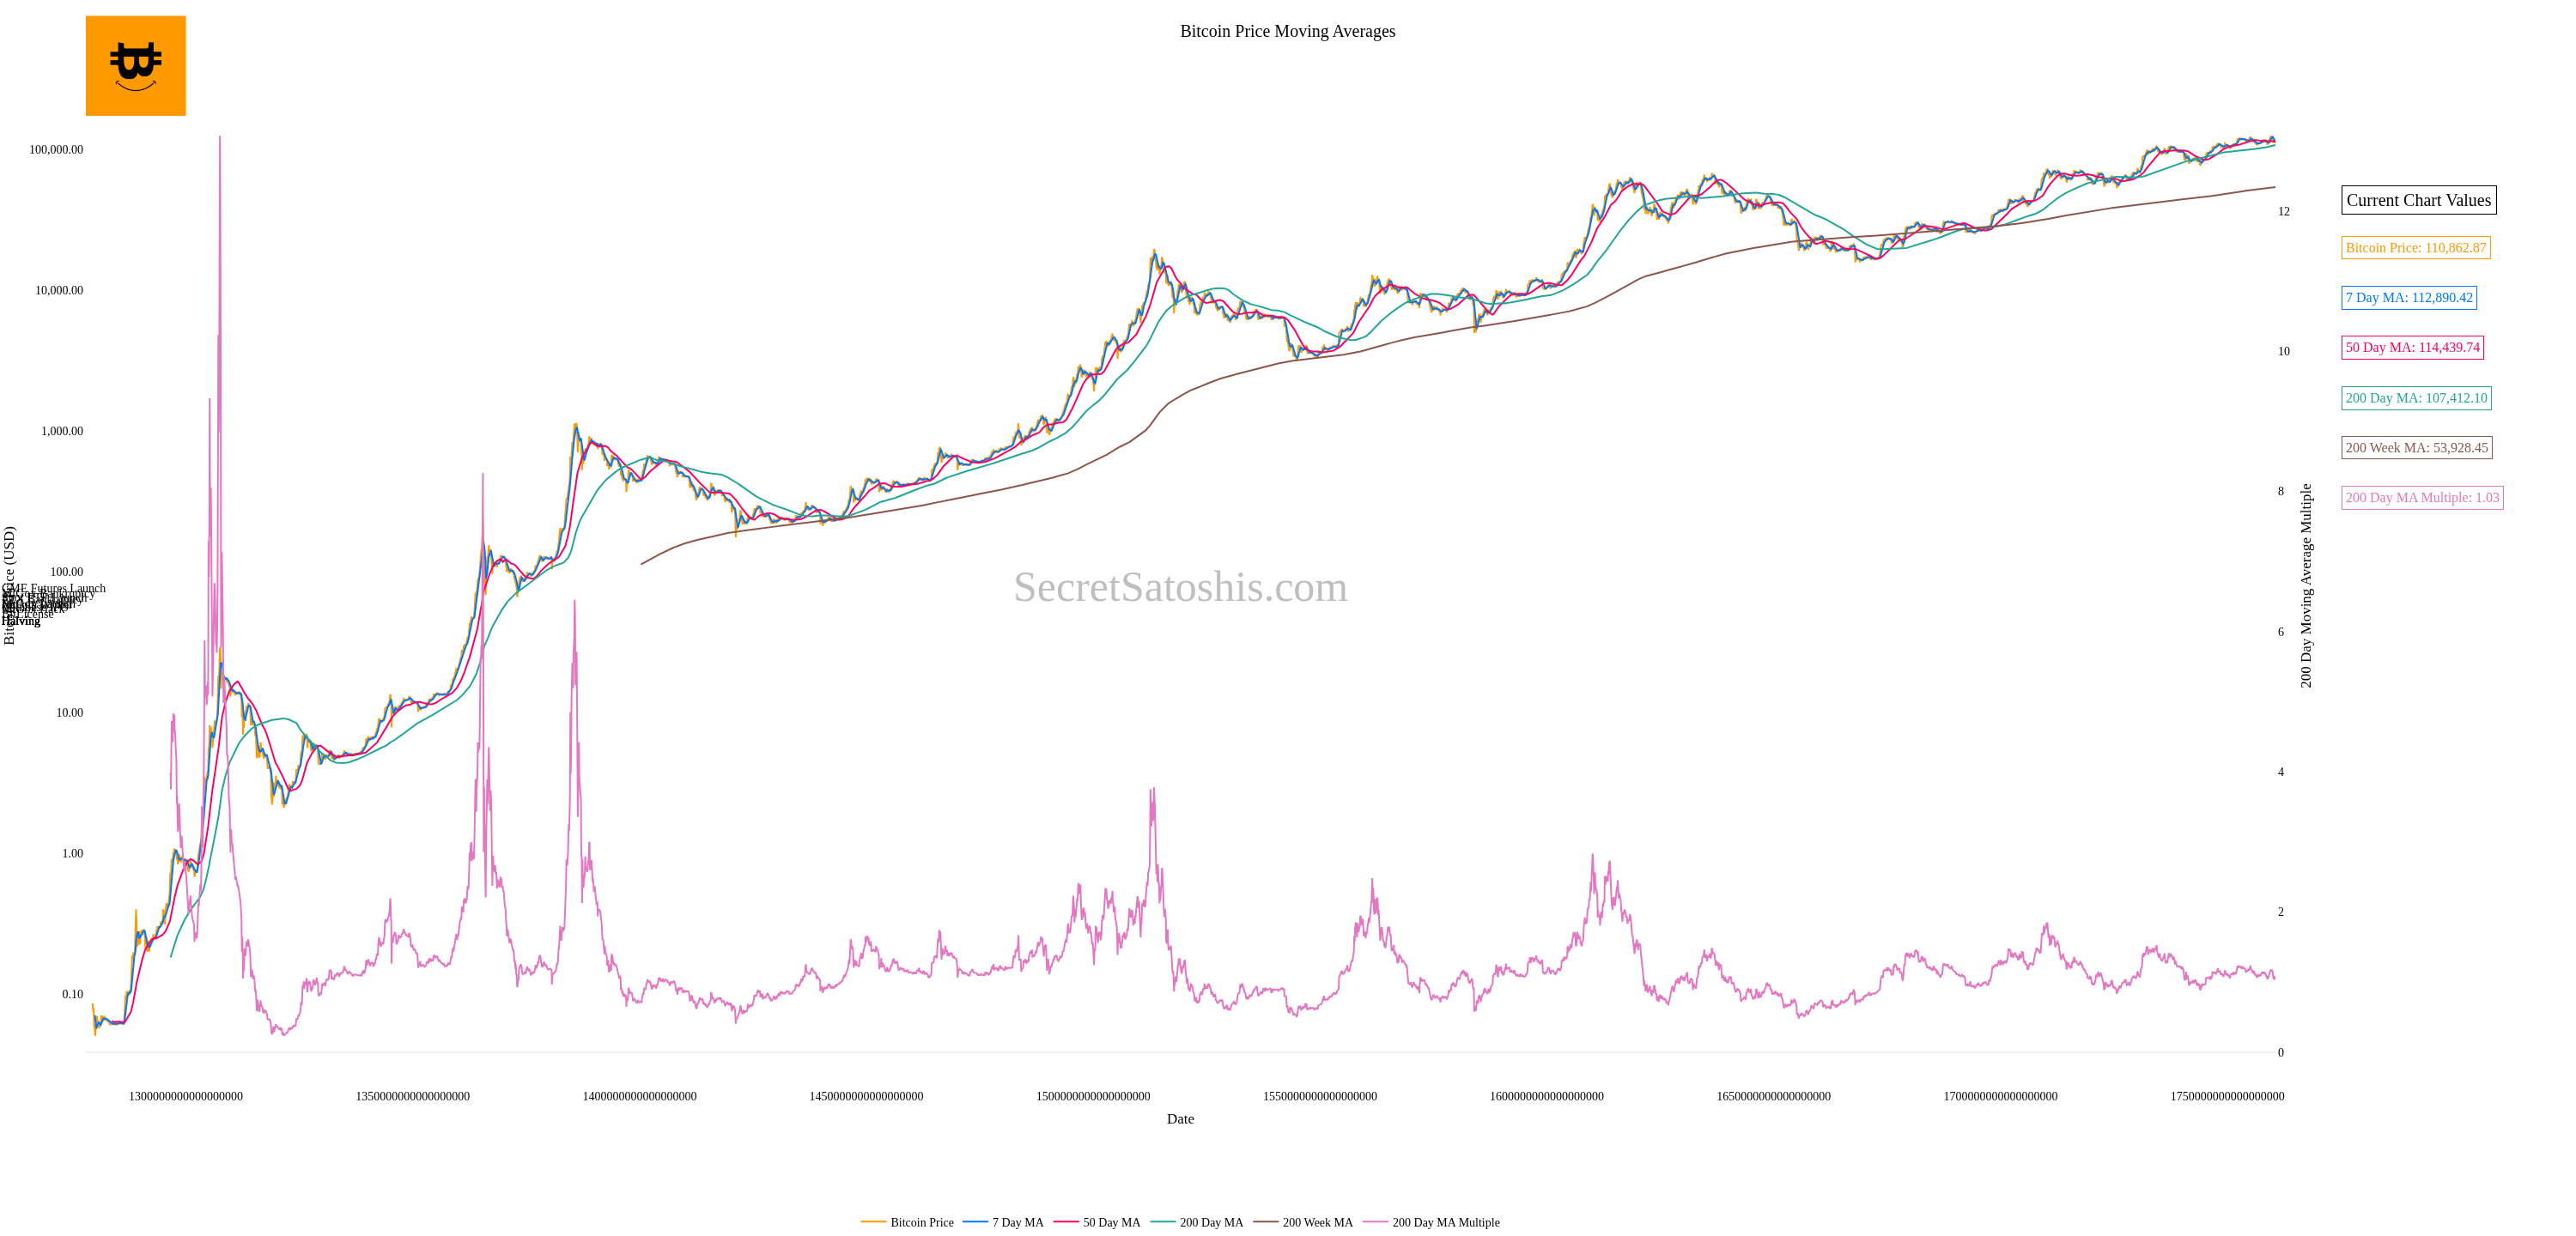 Bitcoin Price Moving Averages
100,000.00
10,000.00
1,000.00
100.00
10.00
1.00
0.10
Bitcoin Price (USD)
CME Futures Launch
Halving
SecretSatoshis.com
12
10
8
6
4
2
0
200 Day Moving Average Multiple
Current Chart Values
Bitcoin Price: 110,862.87
7 Day MA: 112,890.42
50 Day MA: 114,439.74
200 Day MA: 107,412.10
200 Week MA: 53,928.45
200 Day MA Multiple: 1.03
1300000000000000000
1350000000000000000
1400000000000000000
1450000000000000000
1500000000000000000
1550000000000000000
1600000000000000000
1650000000000000000
1700000000000000000
1750000000000000000
Date
Bitcoin Price
7 Day MA
50 Day MA
200 Day MA
200 Week MA
200 Day MA Multiple